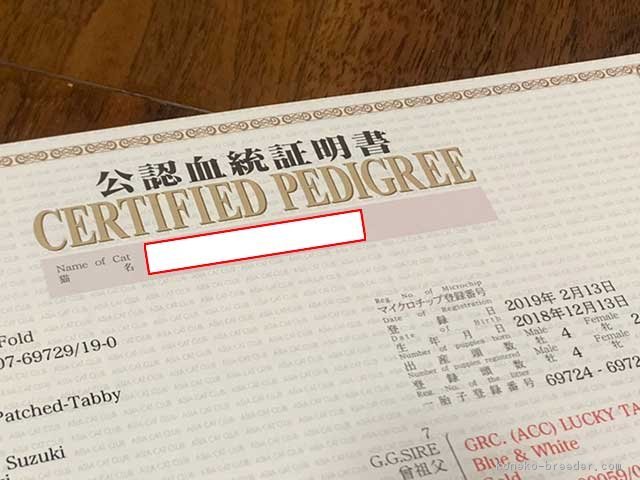 公認血統証明書
CERTIFIED PEDIGREE
Name of Cat
猫 名
Fold
07-69729/19-0
Patched-Tabby
Suzuki
Reg. No. of Microchip
マイクロチップ登録番号
Date of Registration 2019年 2月13日
登 録 日
Date of Birth 2018年12月13日
生 年 月 日
Number of puppies born Male Female
出 産 頭 数 牡 4 牝 2
Number of puppies registered Male Female
登 録 頭 数 牡 4 牝
Reg. No. of the litter
一胎子登録番号 69724 - 697
7
G.G.SIRE
曾祖父
GRC. (ACC) LUCKY TA
Blue & White
ASIA CAT CLUB
koneko-breeder.com